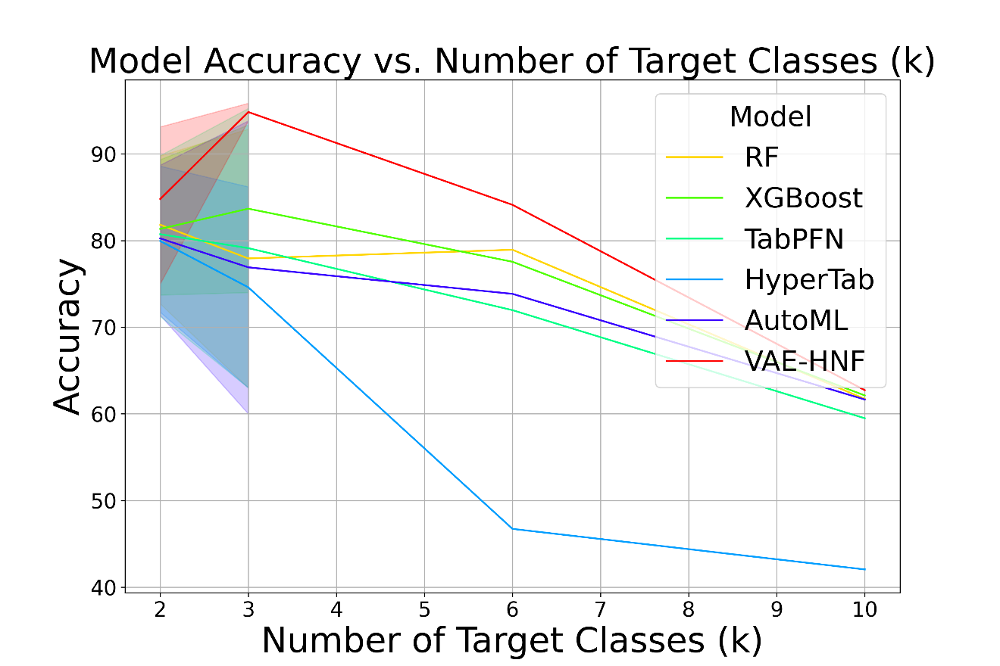 Model Accuracy vs. Number of Target Classes (k)
Accuracy
90
80
70
60
50
40
Model
RF
XGBoost
TabPFN
HyperTab
AutoML
VAE-HNF
2 3 4 5 6 7 8 9 10
Number of Target Classes (k)